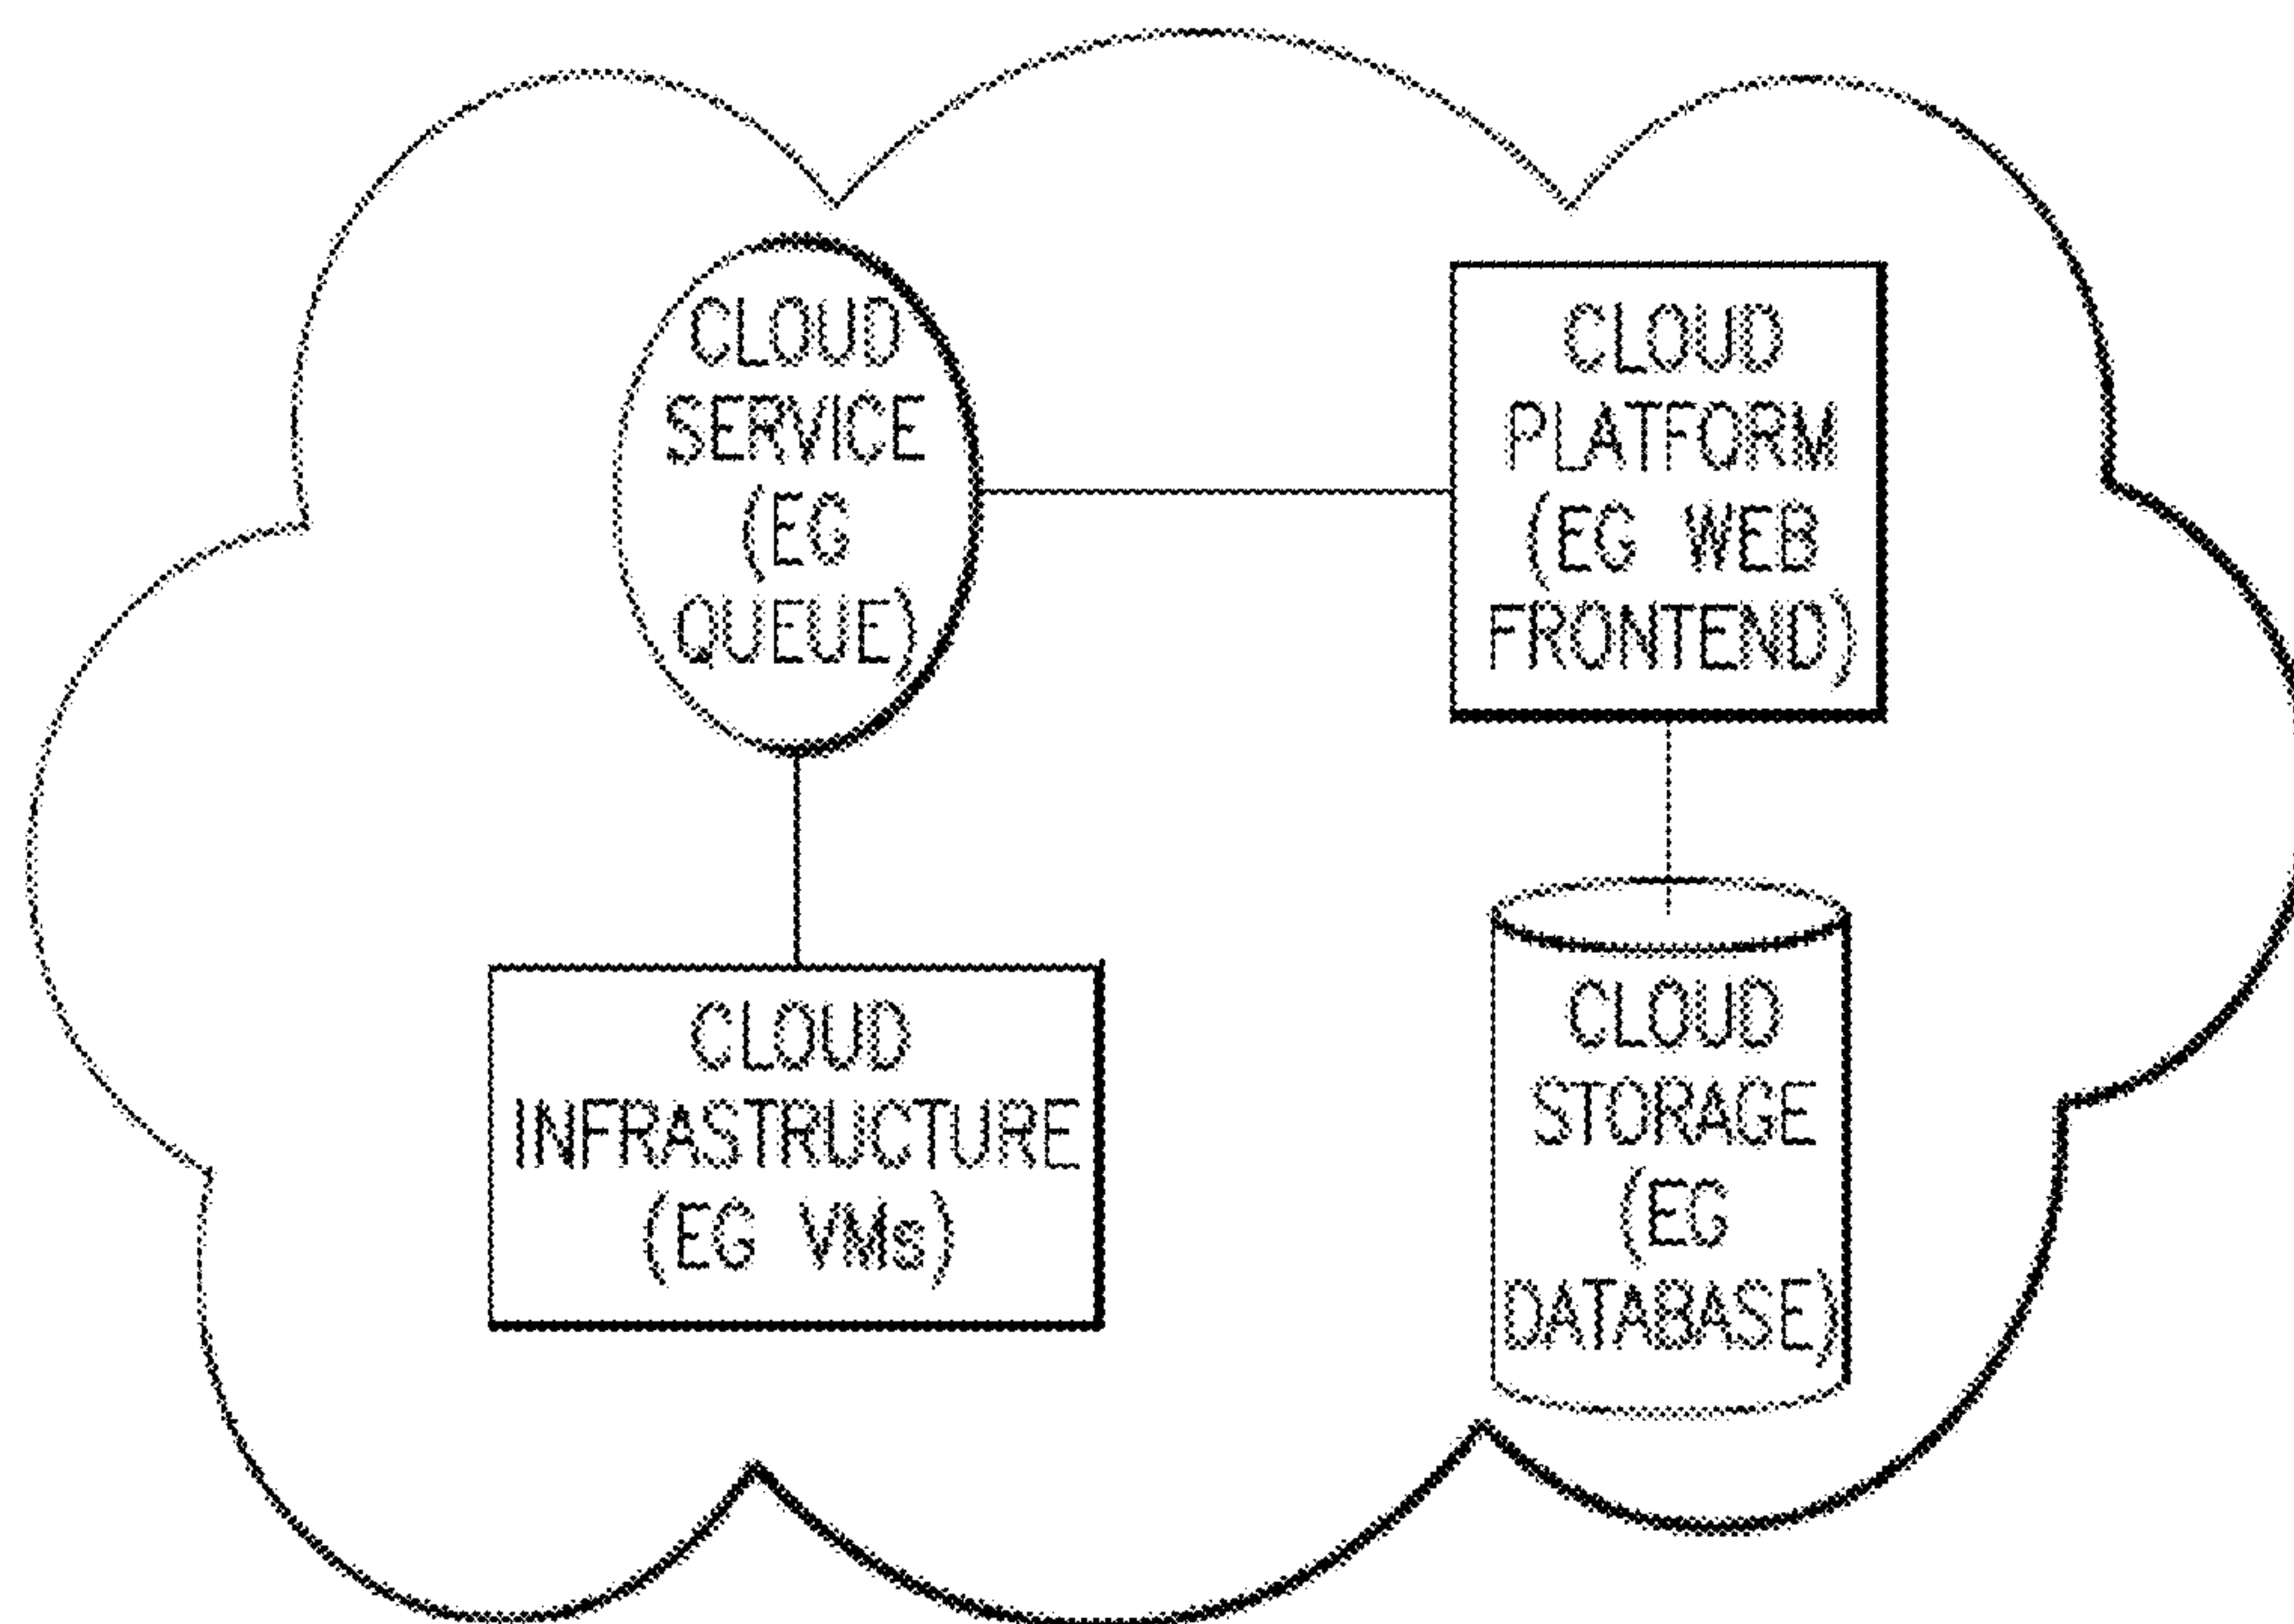 CLOUD
SERVICE
(EG
QUEUE)
CLOUD
PLATFORM
(EG WEB
FRONTEND)
CLOUD
INFRASTRUCTURE
(EG VMs)
CLOUD
STORAGE
(EG
DATABASE)